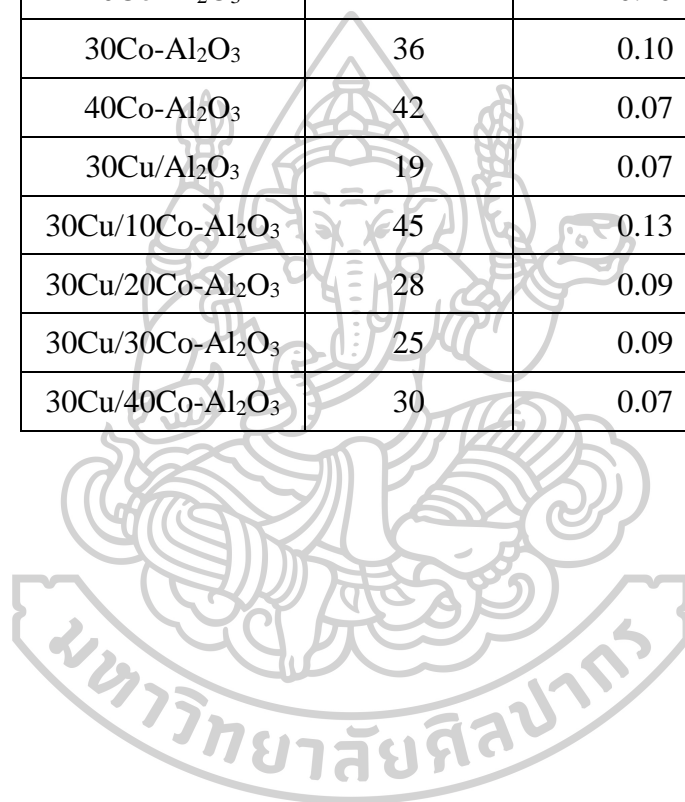 30Co-Al₂O₃ 36 0.10
40Co-Al₂O₃ 42 0.07
30Cu/Al₂O₃ 19 0.07
30Cu/10Co-Al₂O₃ 45 0.13
30Cu/20Co-Al₂O₃ 28 0.09
30Cu/30Co-Al₂O₃ 25 0.09
30Cu/40Co-Al₂O₃ 30 0.07
มหาวิทยาลัยศิลปากร